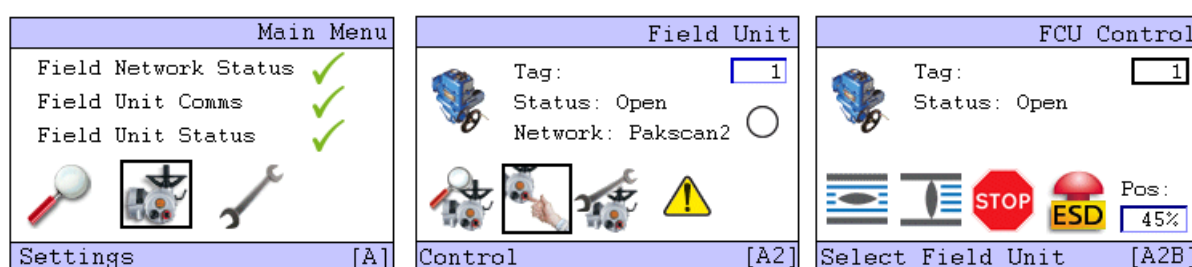 Main Menu
Field Network Status
Field Unit Comms
Field Unit Status
Settings [A]
Field Unit
Tag: 1
Status: Open
Network: Pakscan2
Control [A2]
FCU Control
Tag: 1
Status: Open
STOP
ESD
Pos:
45%
Select Field Unit [A2B]